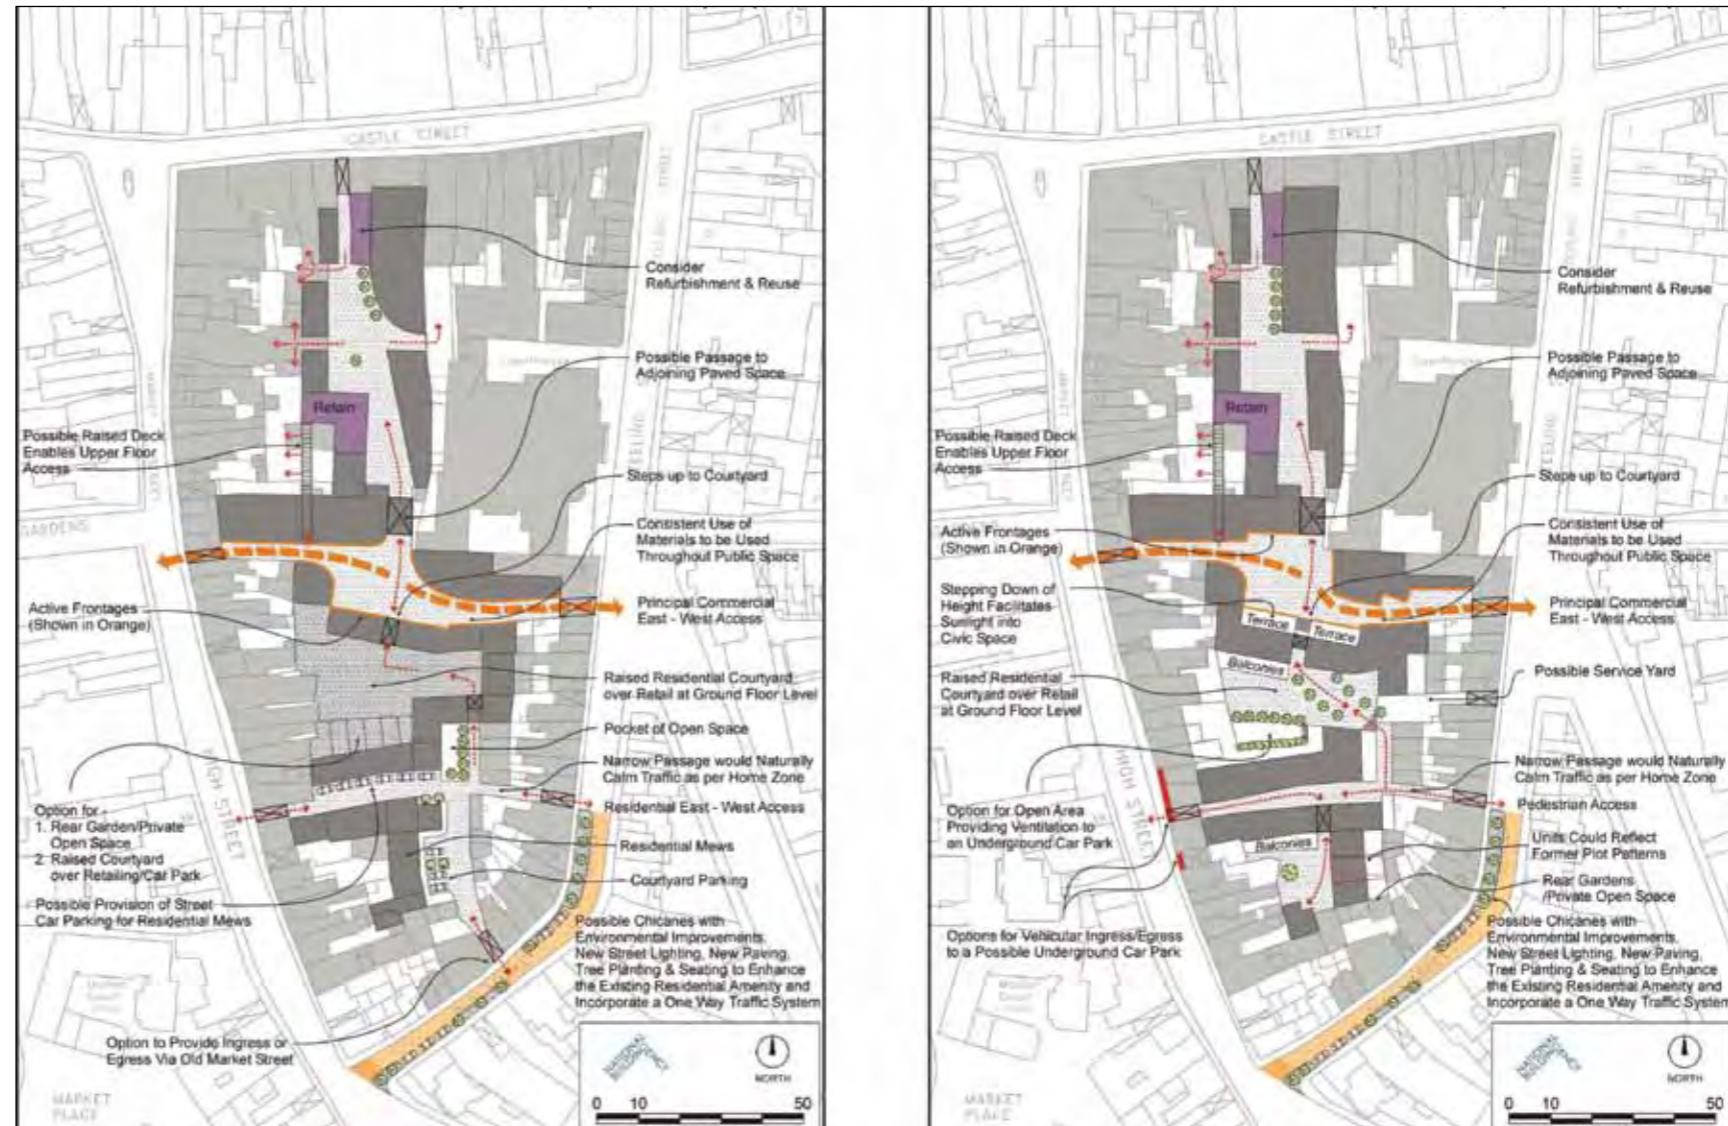 CASTLE STREET
Consider
Refurbishment & Reuse
Possible Passage to
Adjoining Paved Space
Retain
Possible Raised Deck
Enables Upper Floor
Access
Steps up to Courtyard
GARDENS
Consistent Use of
Materials to be Used
Throughout Public Space
Active Frontages
(Shown in Orange)
Principal Commercial
East - West Access
Raised Residential Courtyard
over Retail at Ground Floor Level
Pocket of Open Space
Narrow Passage would Naturally
Calm Traffic as per Home Zone
Residential East - West Access
Option for -
1. Rear Garden/Private
Open Space
2. Raised Courtyard
over Retailing/Car Park
Residential Mews
Courtyard Parking
Possible Provision of Street
Car Parking for Residential Mews
Possible Chicanes with
Environmental Improvements,
New Street Lighting, New Paving,
Tree Planting & Seating to Enhance
the Existing Residential Amenity and
Incorporate a One Way Traffic System
Option to Provide Ingress or
Egress Via Old Market Street
MARKET
PLACE
NATIONAL
BUILDING
AGENCY
NORTH
0 10 50
CASTLE STREET
Consider
Refurbishment & Reuse
Possible Passage to
Adjoining Paved Space
Retain
Possible Raised Deck
Enables Upper Floor
Access
Steps up to Courtyard
Active Frontages
(Shown in Orange)
Consistent Use of
Materials to be Used
Throughout Public Space
Stepping Down of
Height Facilitates
Sunlight into
Civic Space
Principal Commercial
East - West Access
Terrace
Terrace
Balconies
Possible Service Yard
Raised Residential
Courtyard over Retail
at Ground Floor Level
HIGH STREET
Narrow Passage would Naturally
Calm Traffic as per Home Zone
Pedestrian Access
Option for Open Area
Providing Ventilation to
an Underground Car Park
Balconies
Units Could Reflect
Former Plot Patterns
Rear Gardens
/Private Open Space
Options for Vehicular Ingress/Egress
to a Possible Underground Car Park
Possible Chicanes with
Environmental Improvements,
New Street Lighting, New Paving,
Tree Planting & Seating to Enhance
the Existing Residential Amenity and
Incorporate a One Way Traffic System
MARKET
PLACE
NATIONAL
BUILDING
AGENCY
NORTH
0 10 50